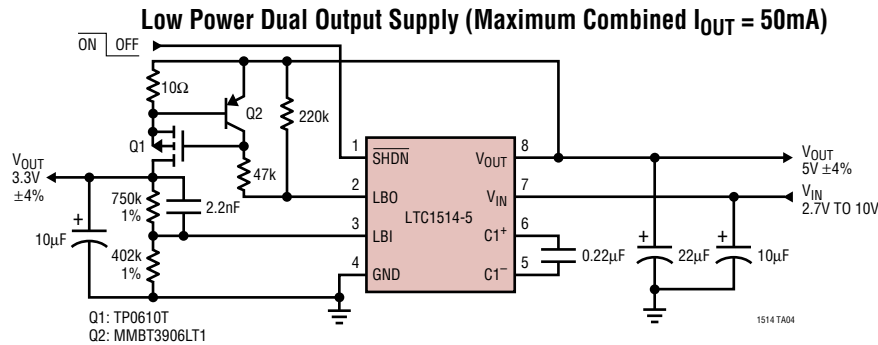 Low Power Dual Output Supply (Maximum Combined IOUT = 50mA)
ON OFF
10Ω
Q2
220k
Q1
VOUT
3.3V
±4%
750k
1%
2.2nF
47k
10µF
402k
1%
1
SHDN
2
LBO
3
LBI
4
GND
LTC1514-5
VOUT
8
VIN
7
C1+
6
C1–
5
0.22µF
22µF
10µF
VOUT
5V ±4%
VIN
2.7V TO 10V
Q1: TP0610T
Q2: MMBT3906LT1
1514 TA04